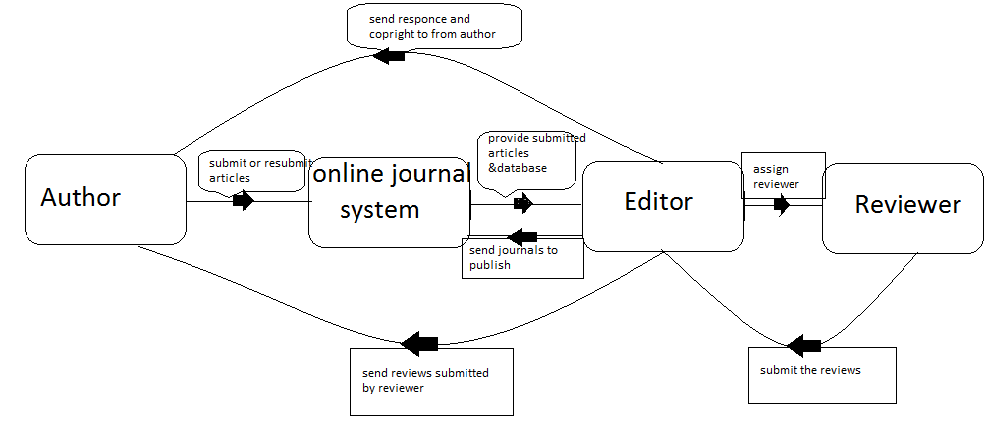 send responce and
copright to from author
submit or resubmit
articles
provide submitted
articles
&database
assign
reviewer
Author
online journal
system
Editor
Reviewer
send journals to
publish
send reviews submitted
by reviewer
submit the reviews